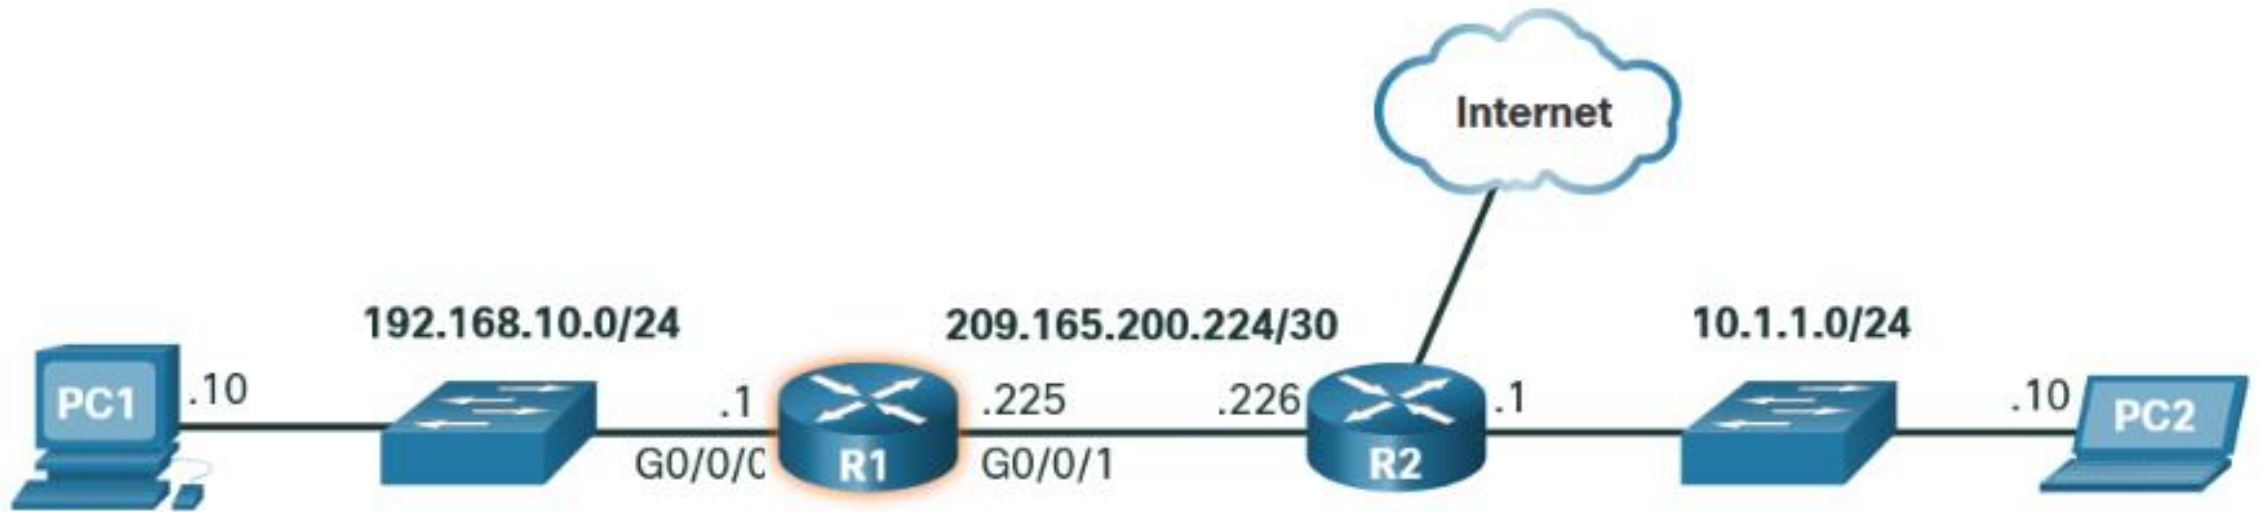 Internet
192.168.10.0/24
209.165.200.224/30
10.1.1.0/24
PC1
.10
.1
.225
.226
.1
.10
PC2
G0/0/0
R1
G0/0/1
R2